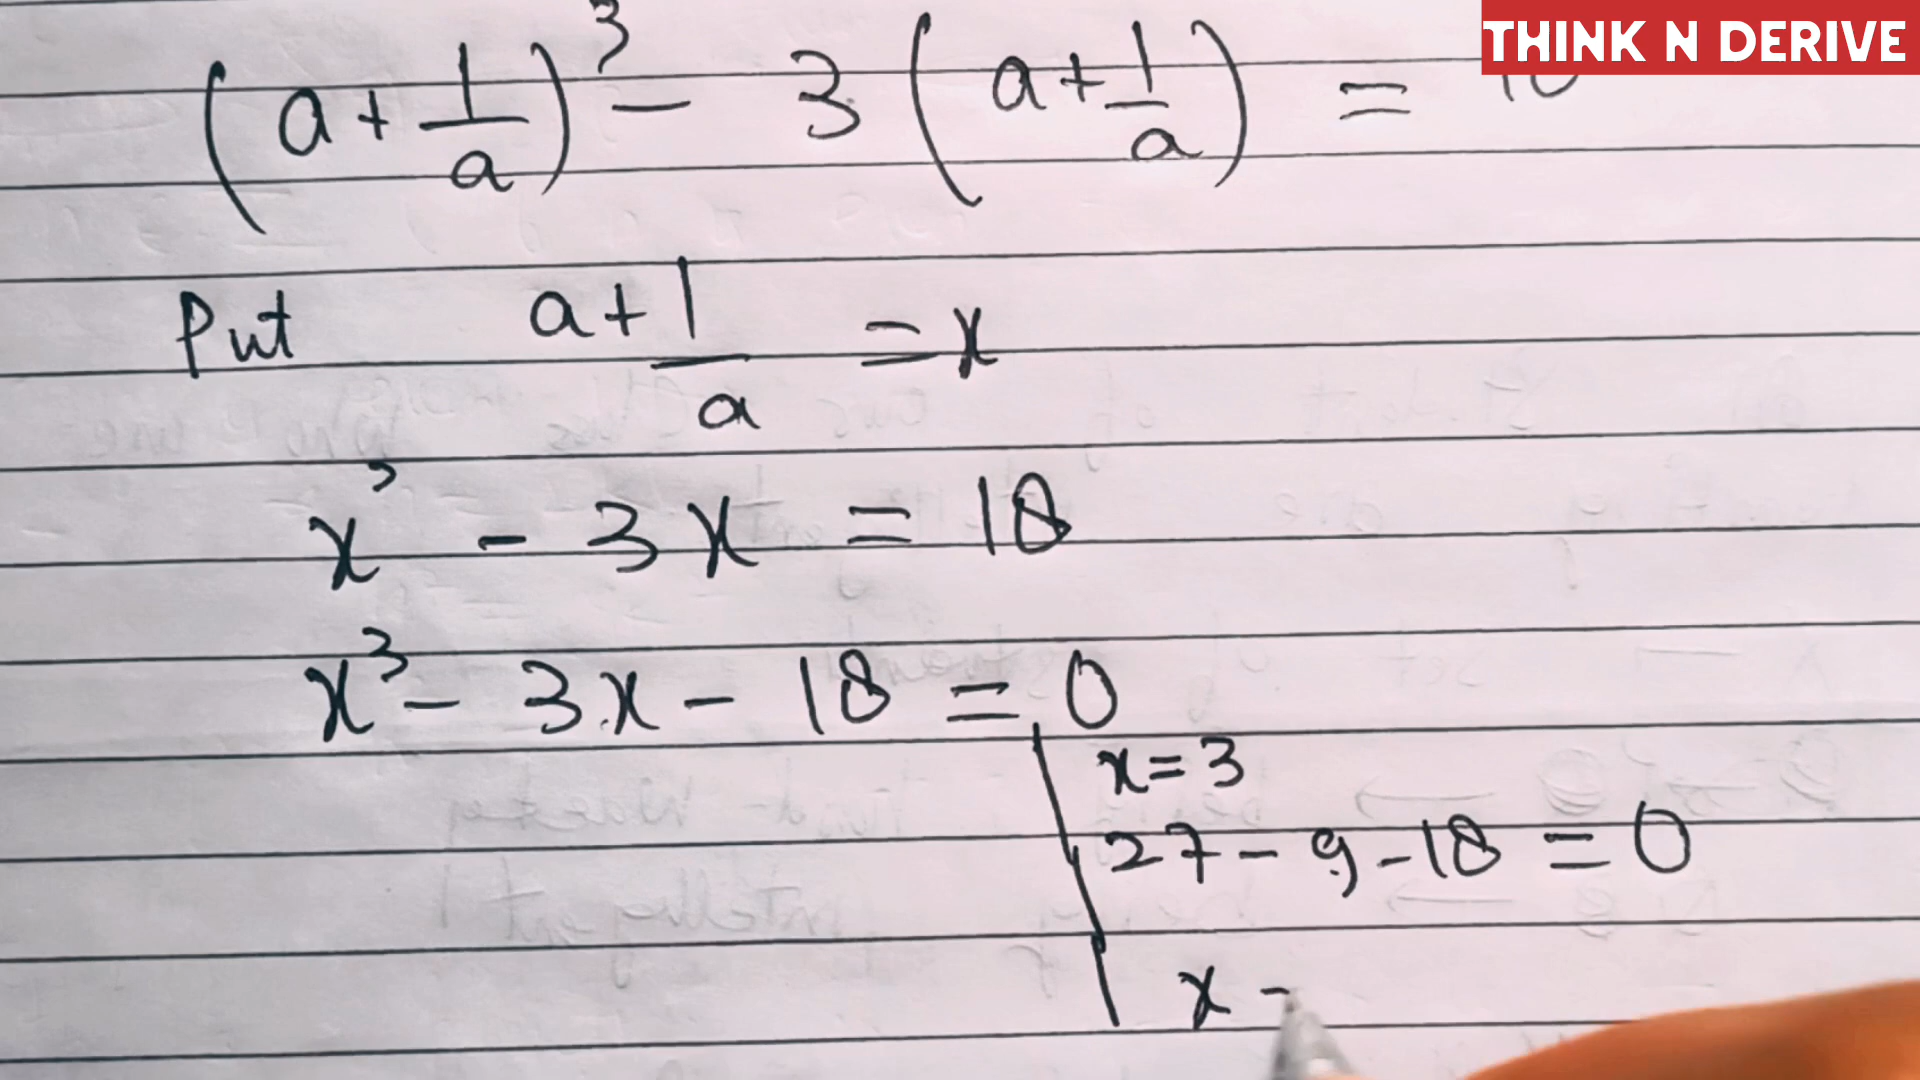 THINK N DERIVE
(a + 1/a)³ - 3 (a + 1/a) =
Put a + 1/a = x
x³ - 3x = 18
x³ - 3x - 18 = 0
x = 3
27 - 9 - 18 = 0
x -